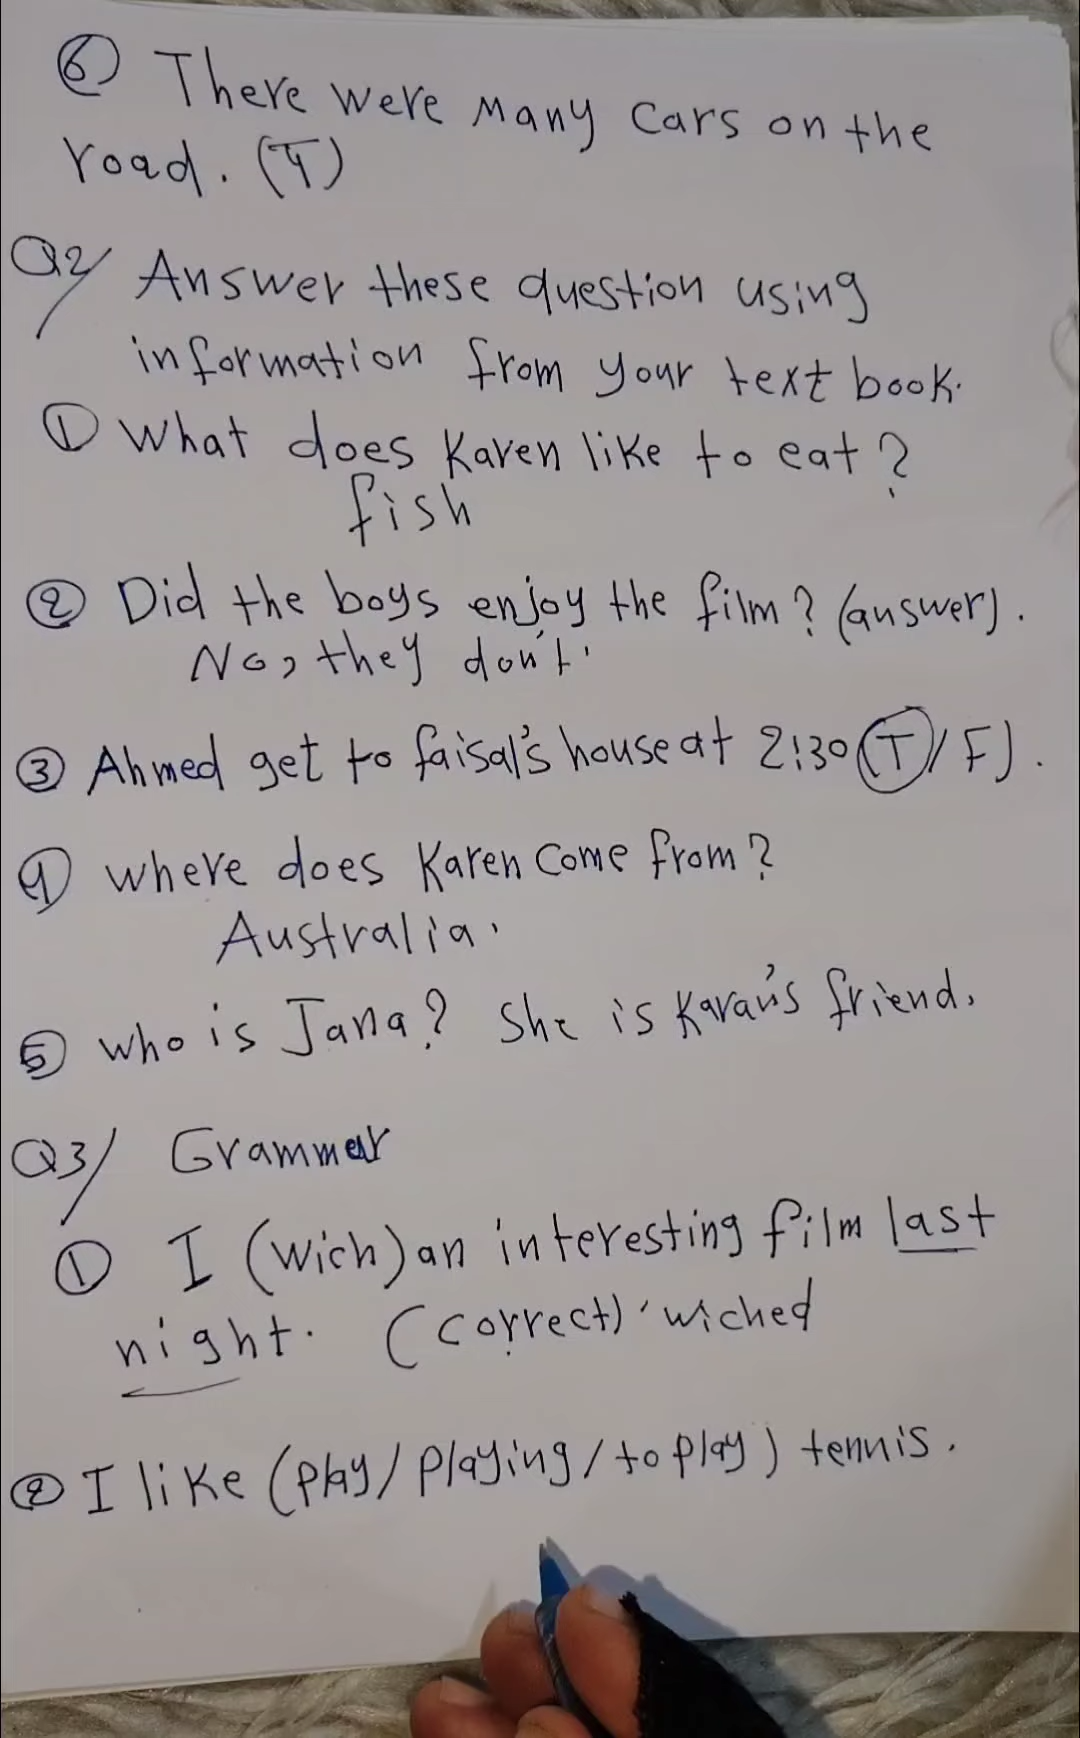 ⑥ There were many cars on the
road. (T)
Q2/ Answer these question using
information from your text book.
① What does Karen like to eat?
fish
② Did the boys enjoy the film? (answer).
No, they don't.
③ Ahmed get to faisal's house at 2:30 (T/F).
④ where does Karen come from?
Australia.
⑤ who is Jana? She is Karan's friend.
Q3/ Grammar
① I (wich) an interesting film last
night. (correct) wiched
② I like (play/playing/to play) tennis.